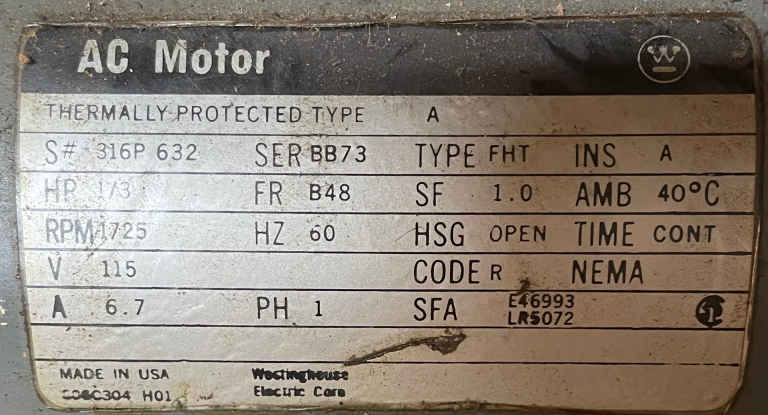 AC Motor
THERMALLY PROTECTED TYPE A
S# 316P 632 SER BB73 TYPE FHT INS A
HP 1/3 FR B48 SF 1.0 AMB 40°C
RPM 1725 HZ 60 HSG OPEN TIME CONT
V 115 CODE R NEMA
A 6.7 PH 1 SFA E46993
LR5072
MADE IN USA Westinghouse
H01 Electric Corp